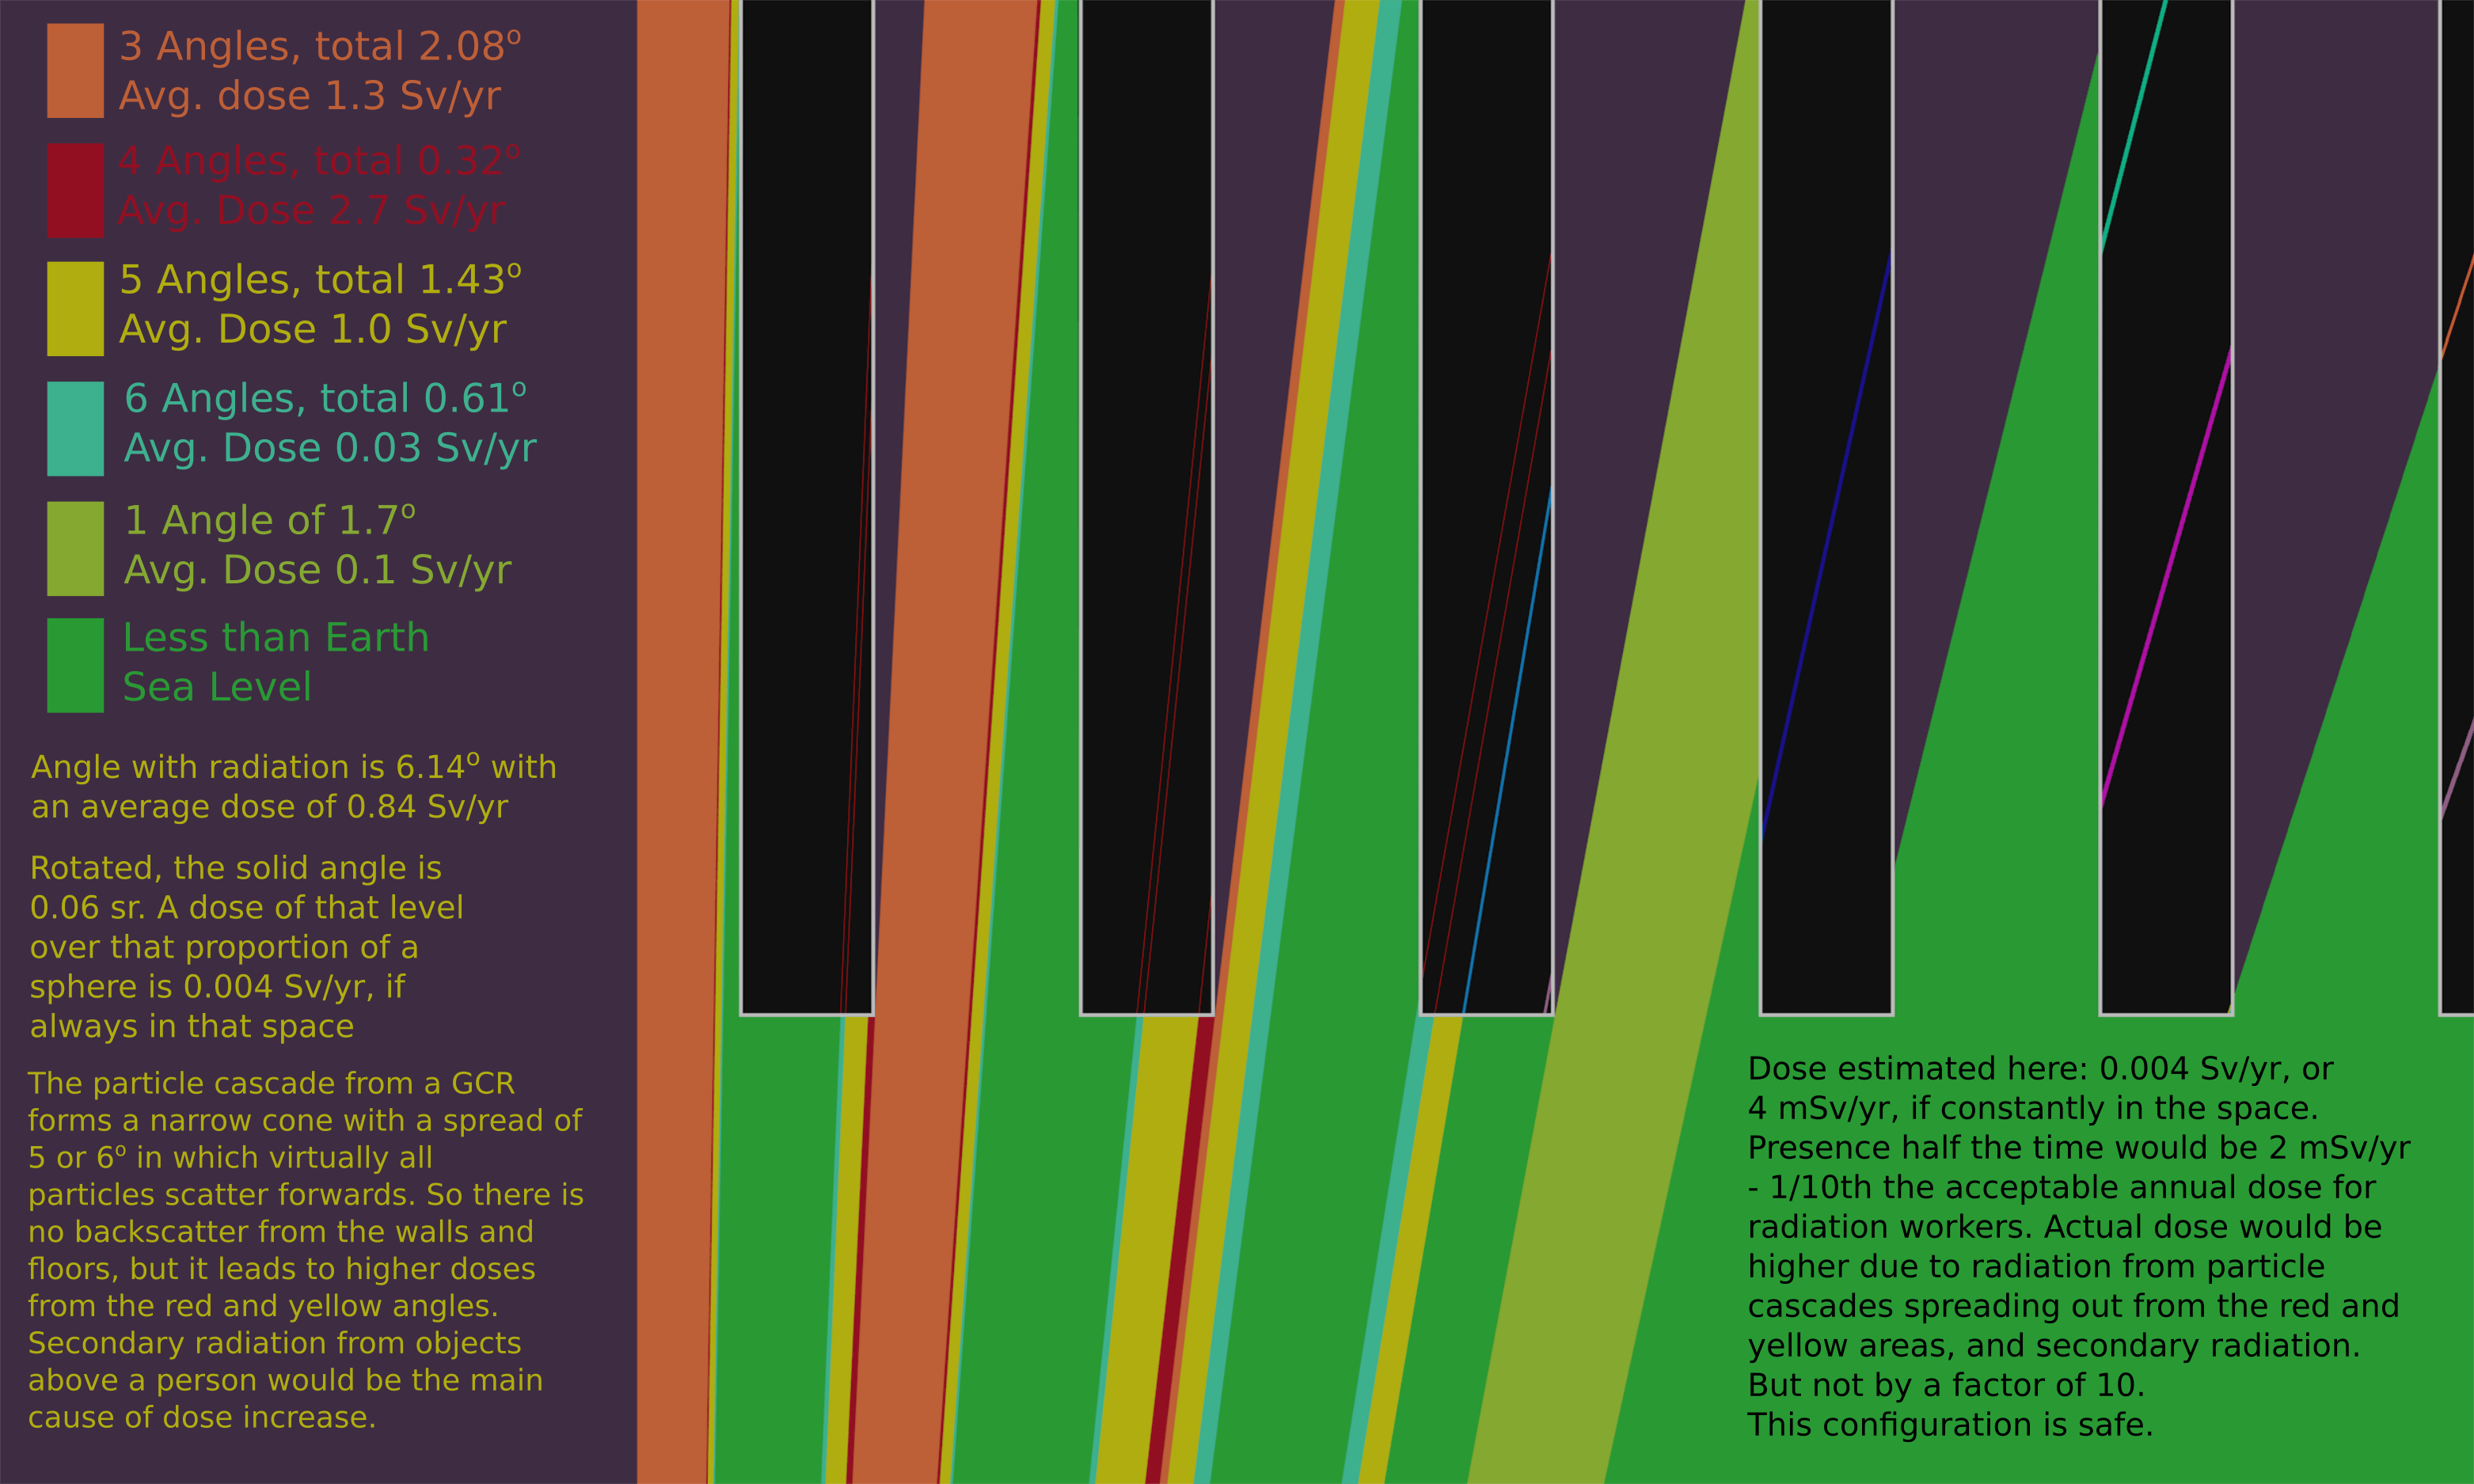 3 Angles, total 2.08º
Avg. dose 1.3 Sv/yr
4 Angles, total 0.32º
Avg. Dose 2.7 Sv/yr
5 Angles, total 1.43º
Avg. Dose 1.0 Sv/yr
6 Angles, total 0.61º
Avg. Dose 0.03 Sv/yr
1 Angle of 1.7º
Avg. Dose 0.1 Sv/yr
Less than Earth
Sea Level
Angle with radiation is 6.14º with
an average dose of 0.84 Sv/yr
Rotated, the solid angle is
0.06 sr. A dose of that level
over that proportion of a
sphere is 0.004 Sv/yr, if
always in that space
The particle cascade from a GCR
forms a narrow cone with a spread of
5 or 6º in which virtually all
particles scatter forwards. So there is
no backscatter from the walls and
floors, but it leads to higher doses
from the red and yellow angles.
Secondary radiation from objects
above a person would be the main
cause of dose increase.
Dose estimated here: 0.004 Sv/yr, or
4 mSv/yr, if constantly in the space.
Presence half the time would be 2 mSv/yr
- 1/10th the acceptable annual dose for
radiation workers. Actual dose would be
higher due to radiation from particle
cascades spreading out from the red and
yellow areas, and secondary radiation.
But not by a factor of 10.
This configuration is safe.